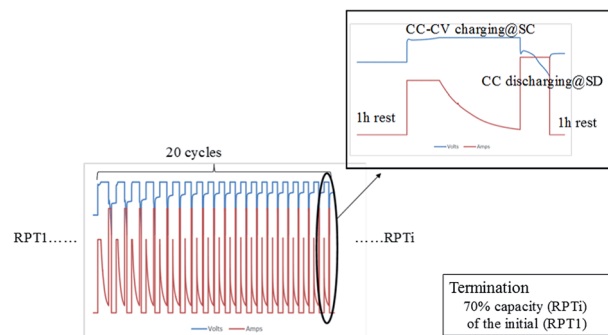 CC-CV charging@SC
CC discharging@SD
1h rest
1h rest
Volts
Amps
20 cycles
RPT1……
……RPTi
Volts
Amps
Termination
70% capacity (RPTi)
of the initial (RPT1)